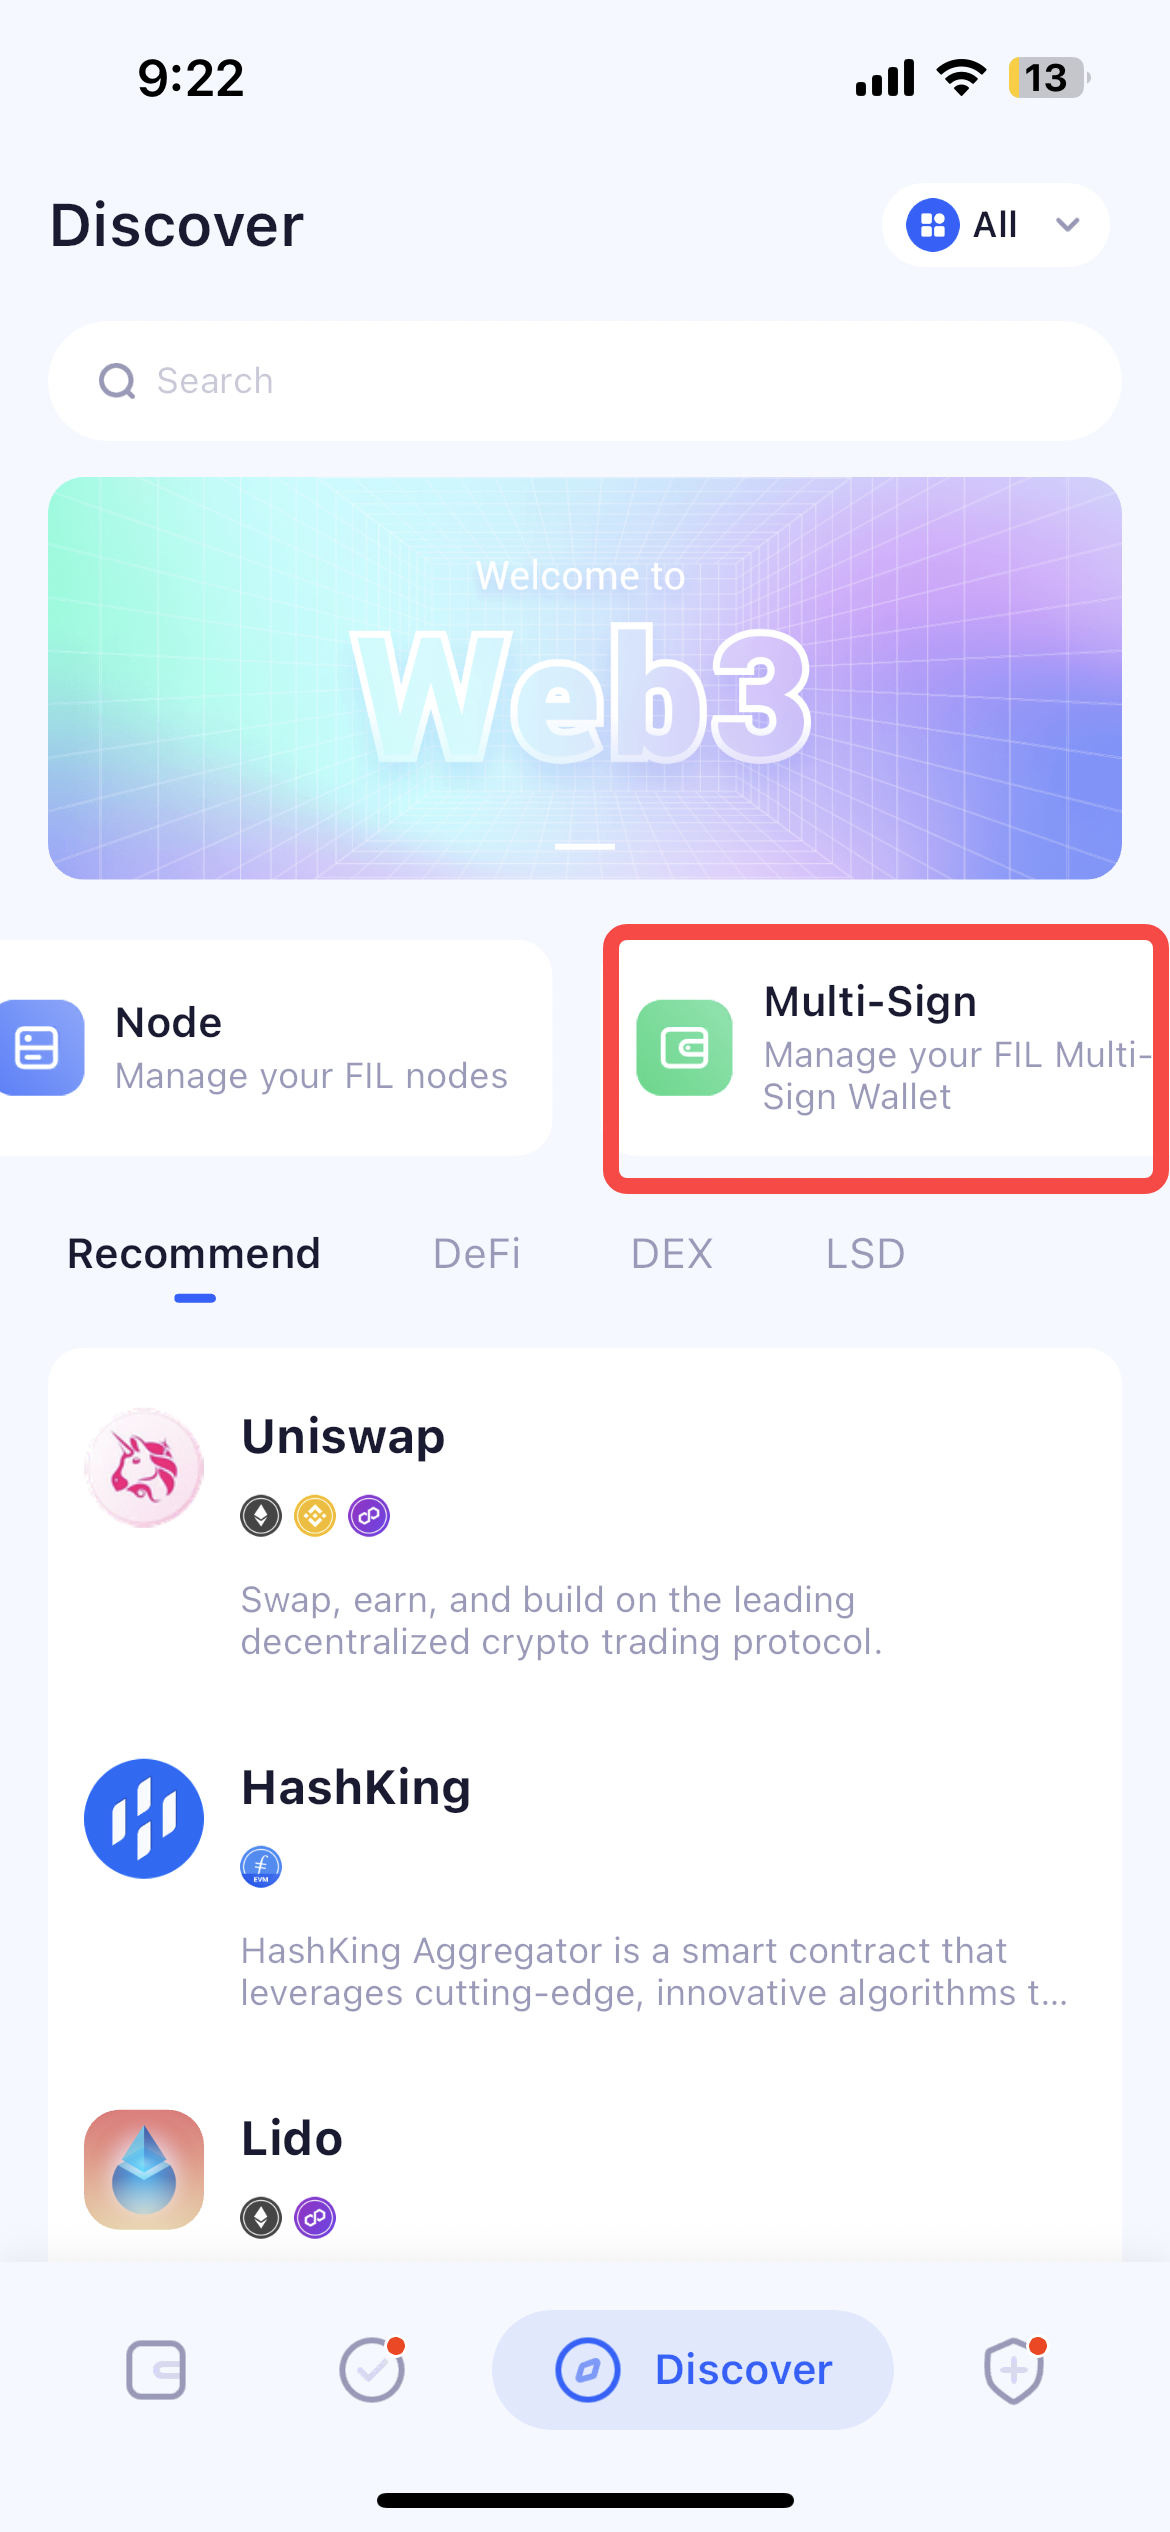 9:22
13
Discover
All
Search
Welcome to
Web3
Node
Manage your FIL nodes
Multi-Sign
Manage your FIL Multi-
Sign Wallet
Recommend
DeFi
DEX
LSD
Uniswap
Swap, earn, and build on the leading
decentralized crypto trading protocol.
HashKing
EVM
HashKing Aggregator is a smart contract that
leverages cutting-edge, innovative algorithms t...
Lido
Discover